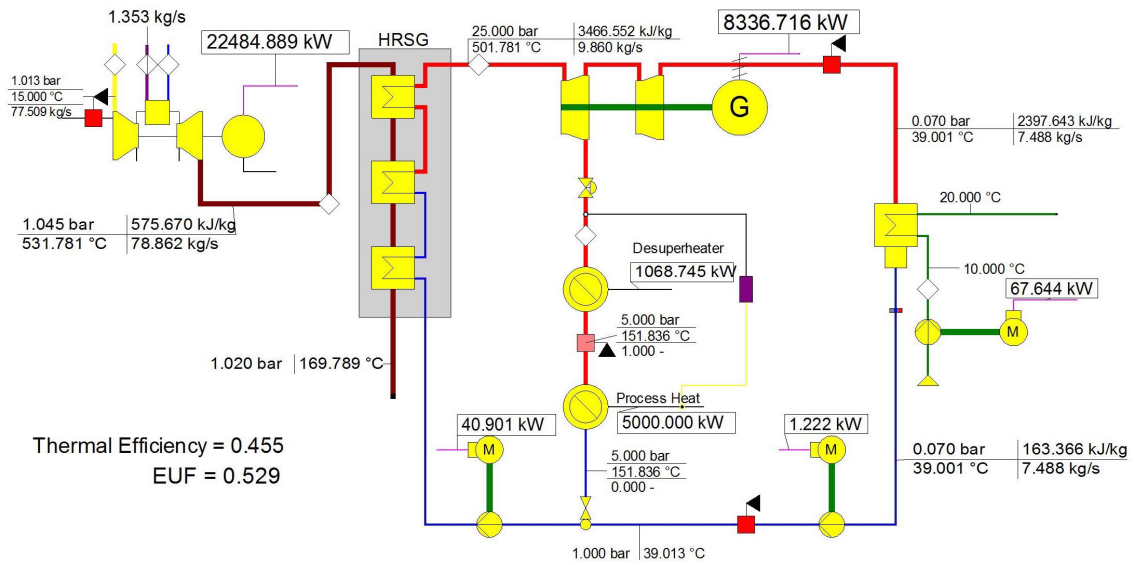 1.353 kg/s
22484.889 kW
HRSG
25.000 bar 3466.552 kJ/kg
501.781 °C 9.860 kg/s
8336.716 kW
1.013 bar
15.000 °C
77.509 kg/s
G
0.070 bar 2397.643 kJ/kg
39.001 °C 7.488 kg/s
1.045 bar 575.670 kJ/kg
531.781 °C 78.862 kg/s
20.000 °C
Desuperheater
1068.745 kW
10.000 °C
67.644 kW
M
5.000 bar
151.836 °C
1.000 -
1.020 bar 169.789 °C
Process Heat
5000.000 kW
40.901 kW
M
1.222 kW
M
Thermal Efficiency = 0.455
EUF = 0.529
5.000 bar
151.836 °C
0.000 -
0.070 bar 163.366 kJ/kg
39.001 °C 7.488 kg/s
1.000 bar 39.013 °C